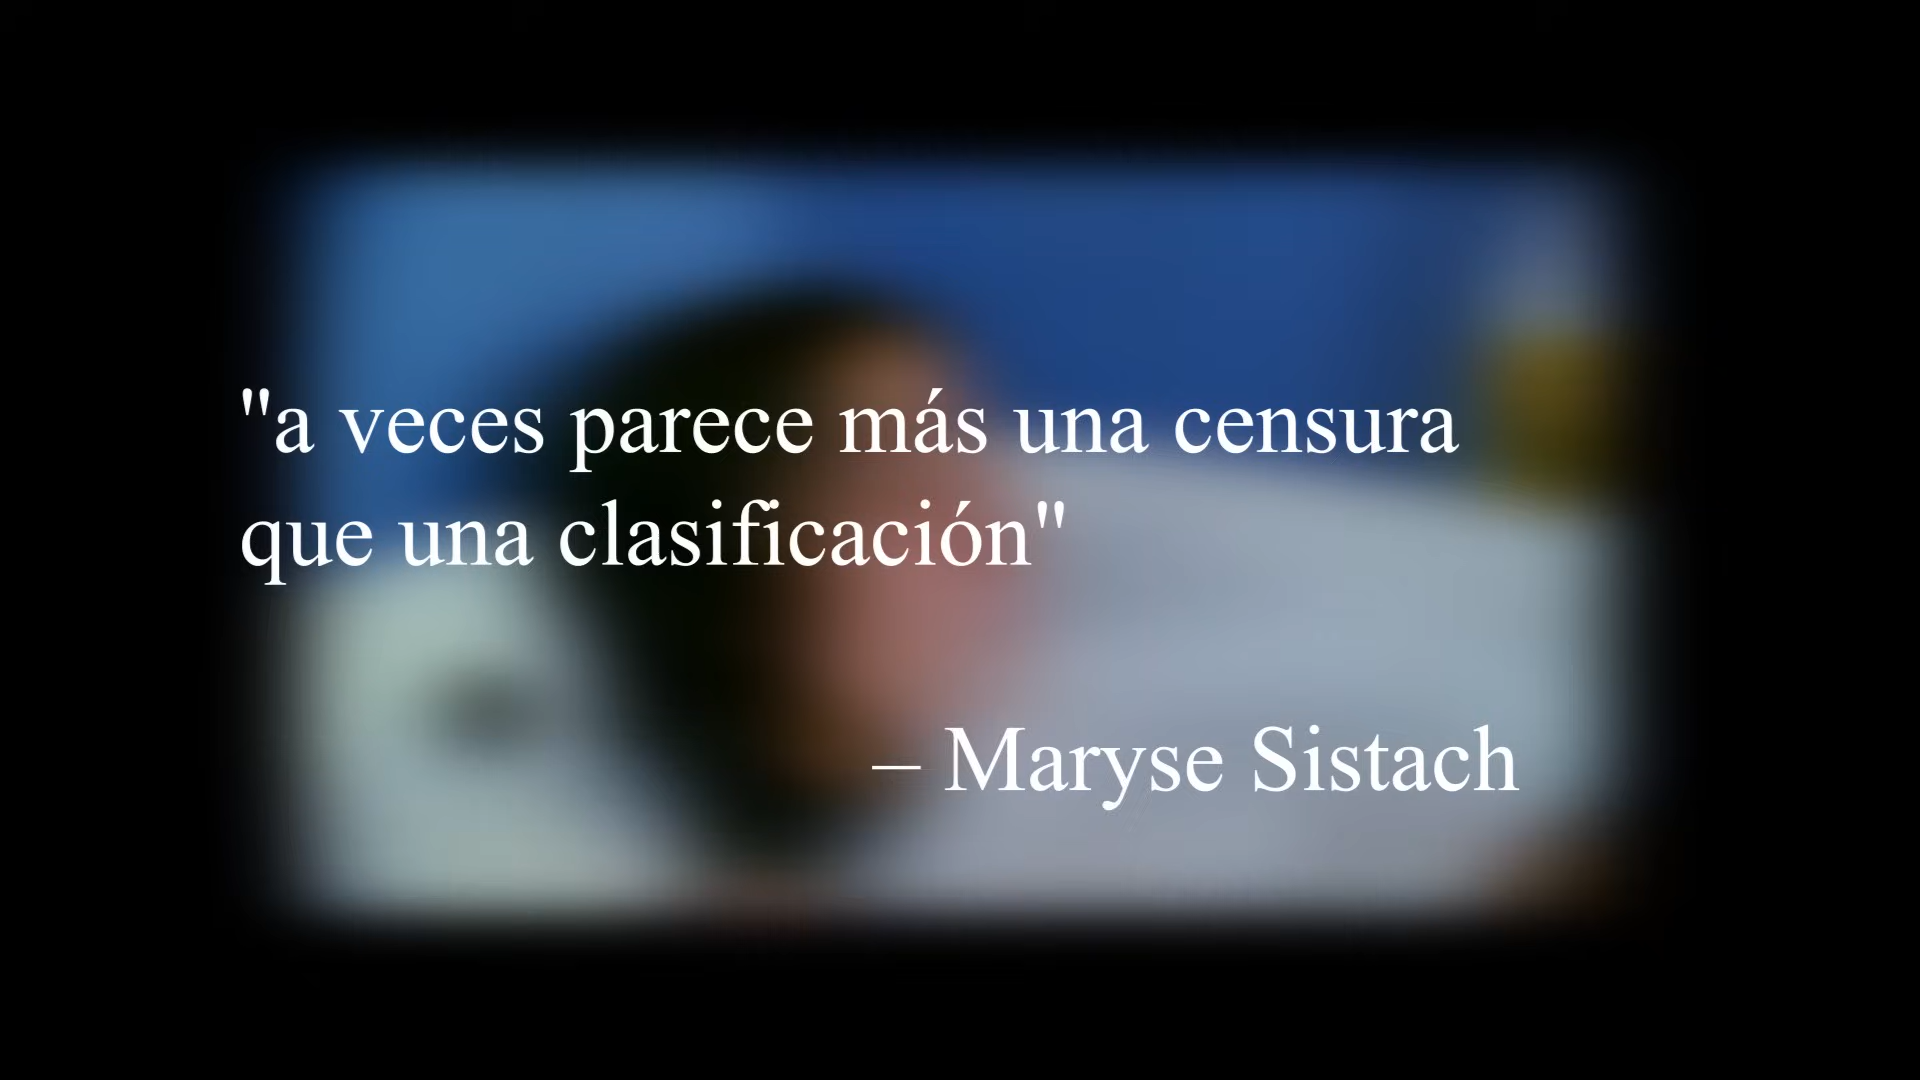 "a veces parece más una censura
que una clasificación"
– Maryse Sistach